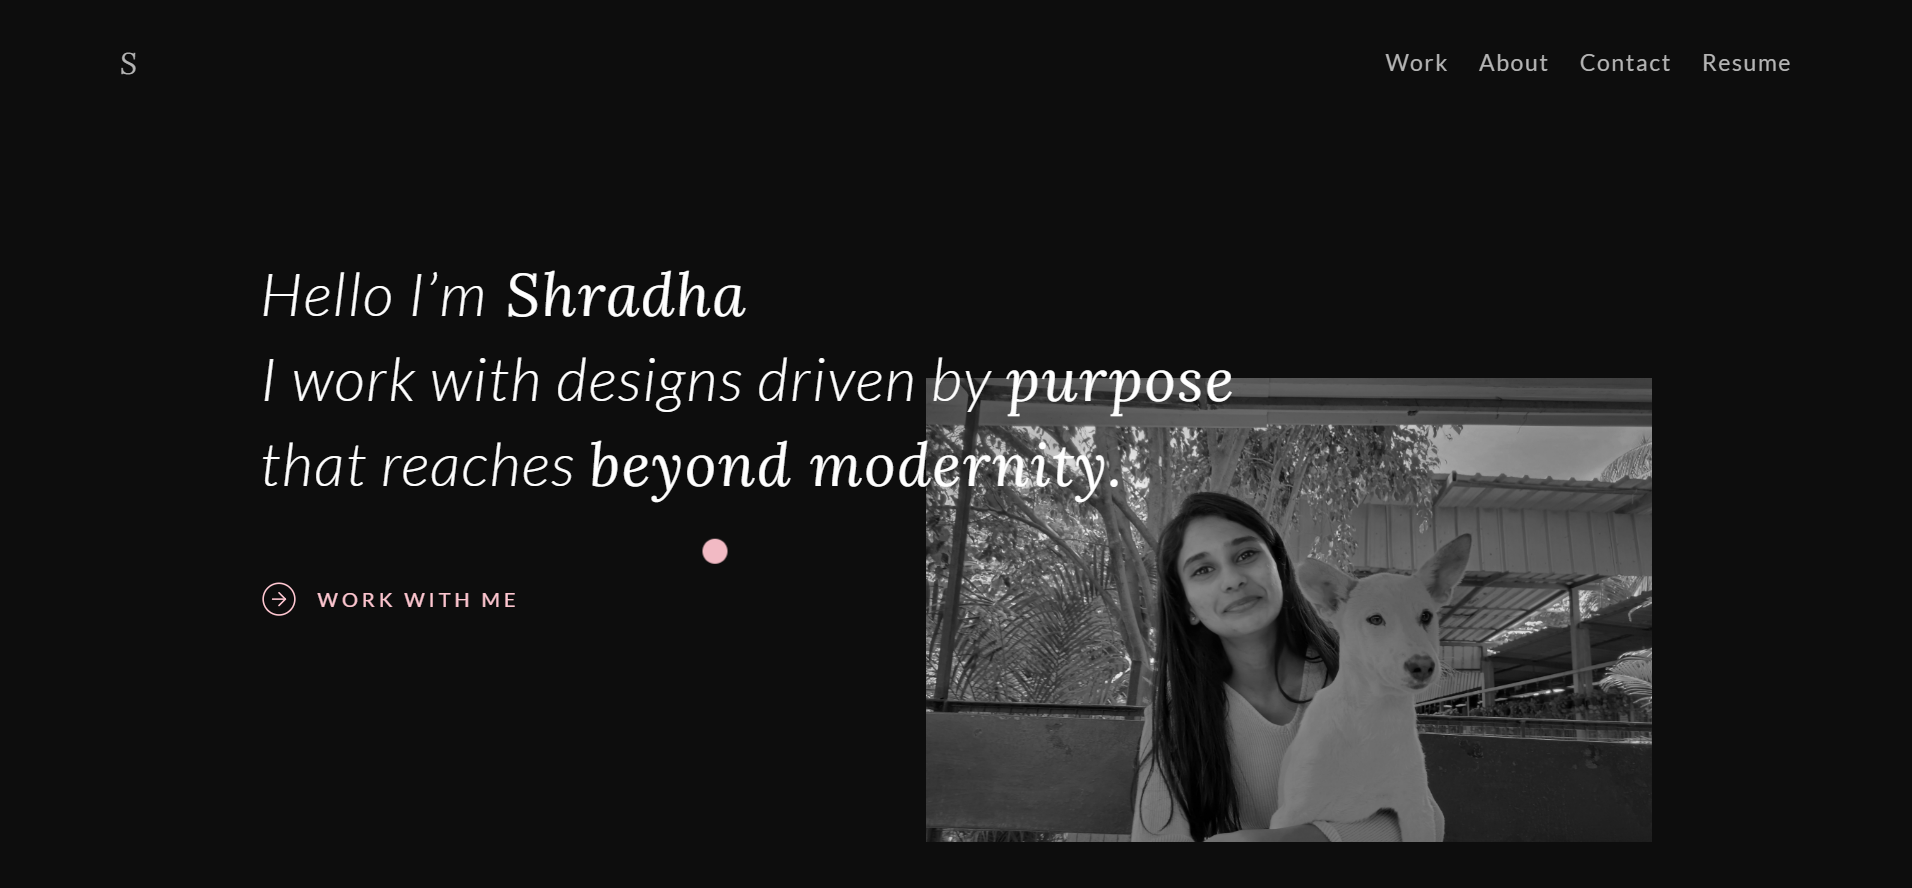 S
Work About Contact Resume
Hello I’m Shradha
I work with designs driven by purpose
that reaches beyond modernity.
WORK WITH ME